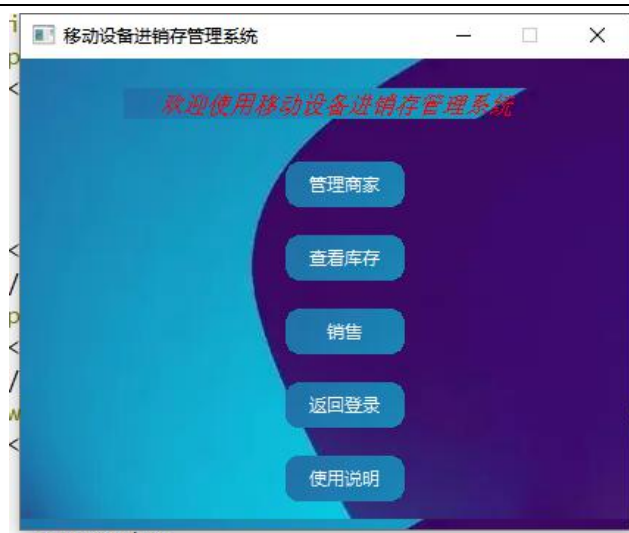 移动设备进销存管理系统
欢迎使用移动设备进销存管理系统
管理商家
查看库存
销售
返回登录
使用说明